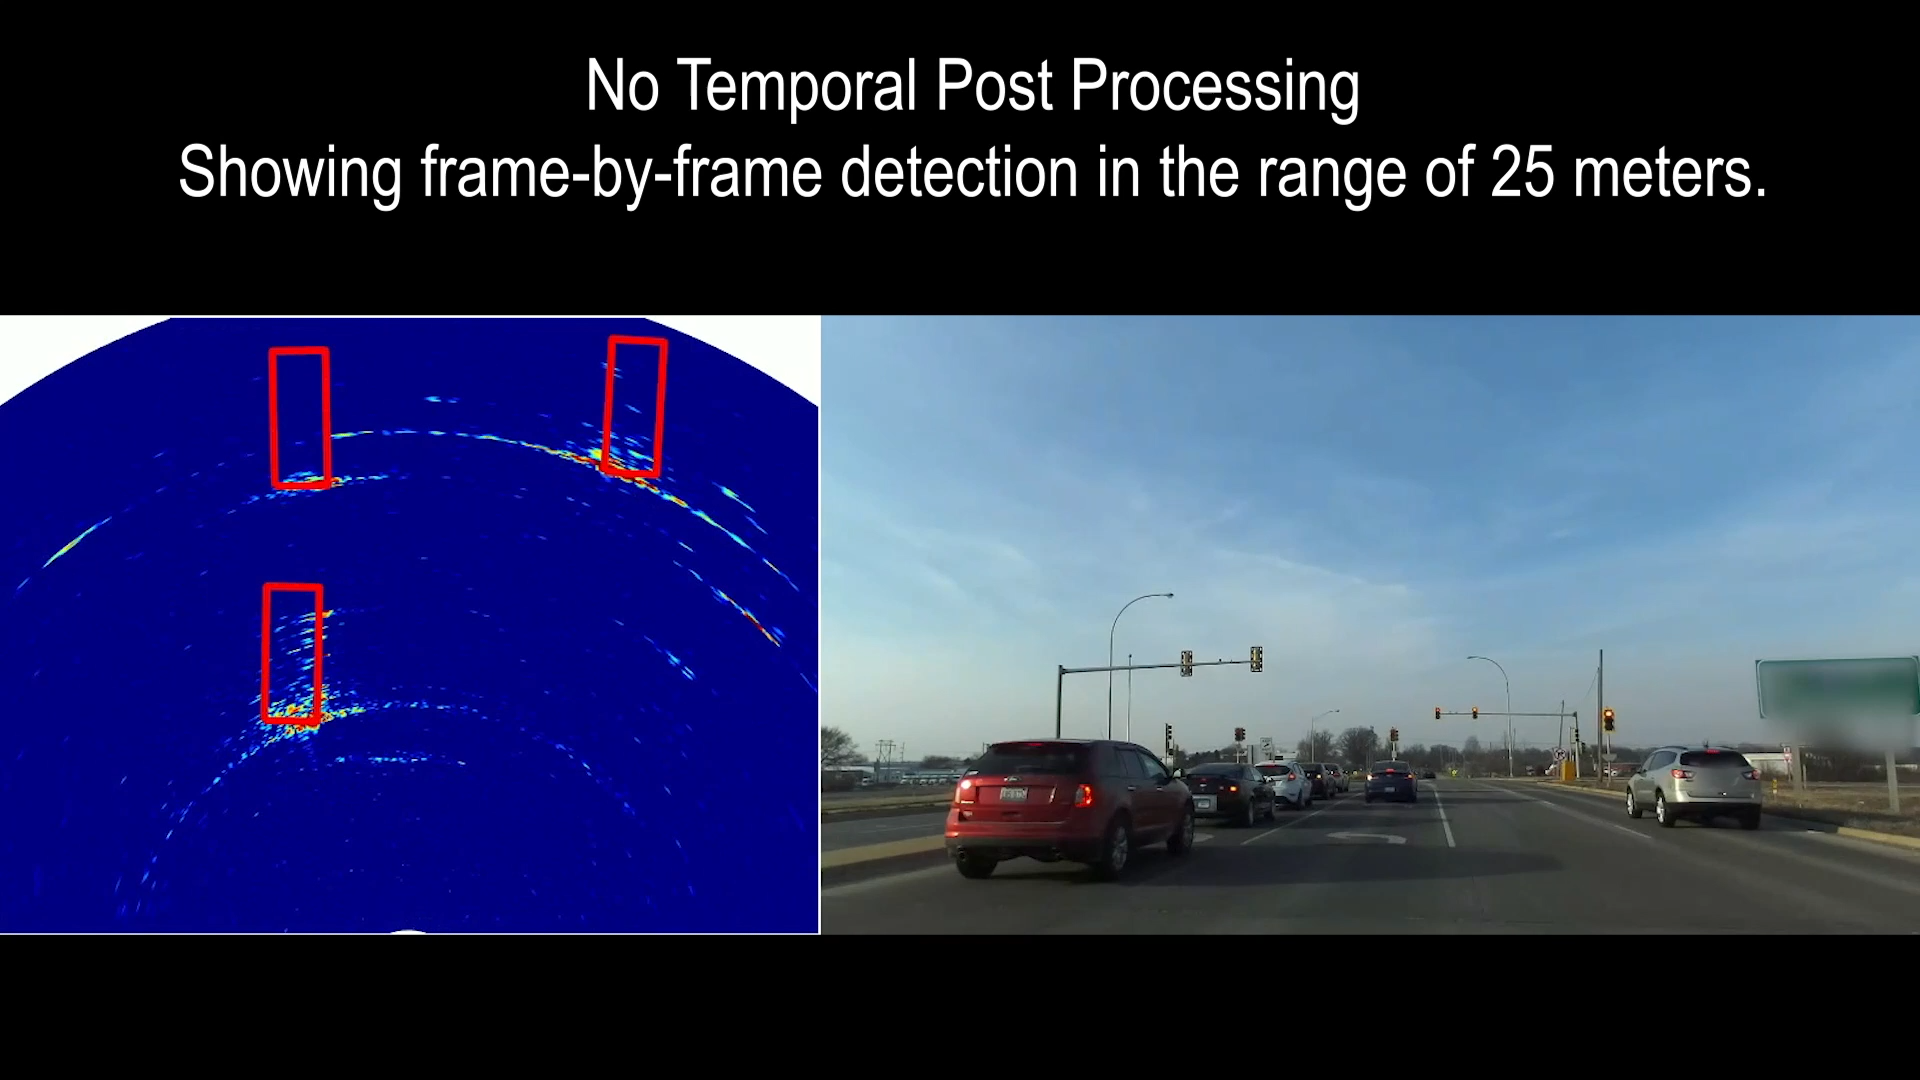 No Temporal Post Processing
Showing frame-by-frame detection in the range of 25 meters.